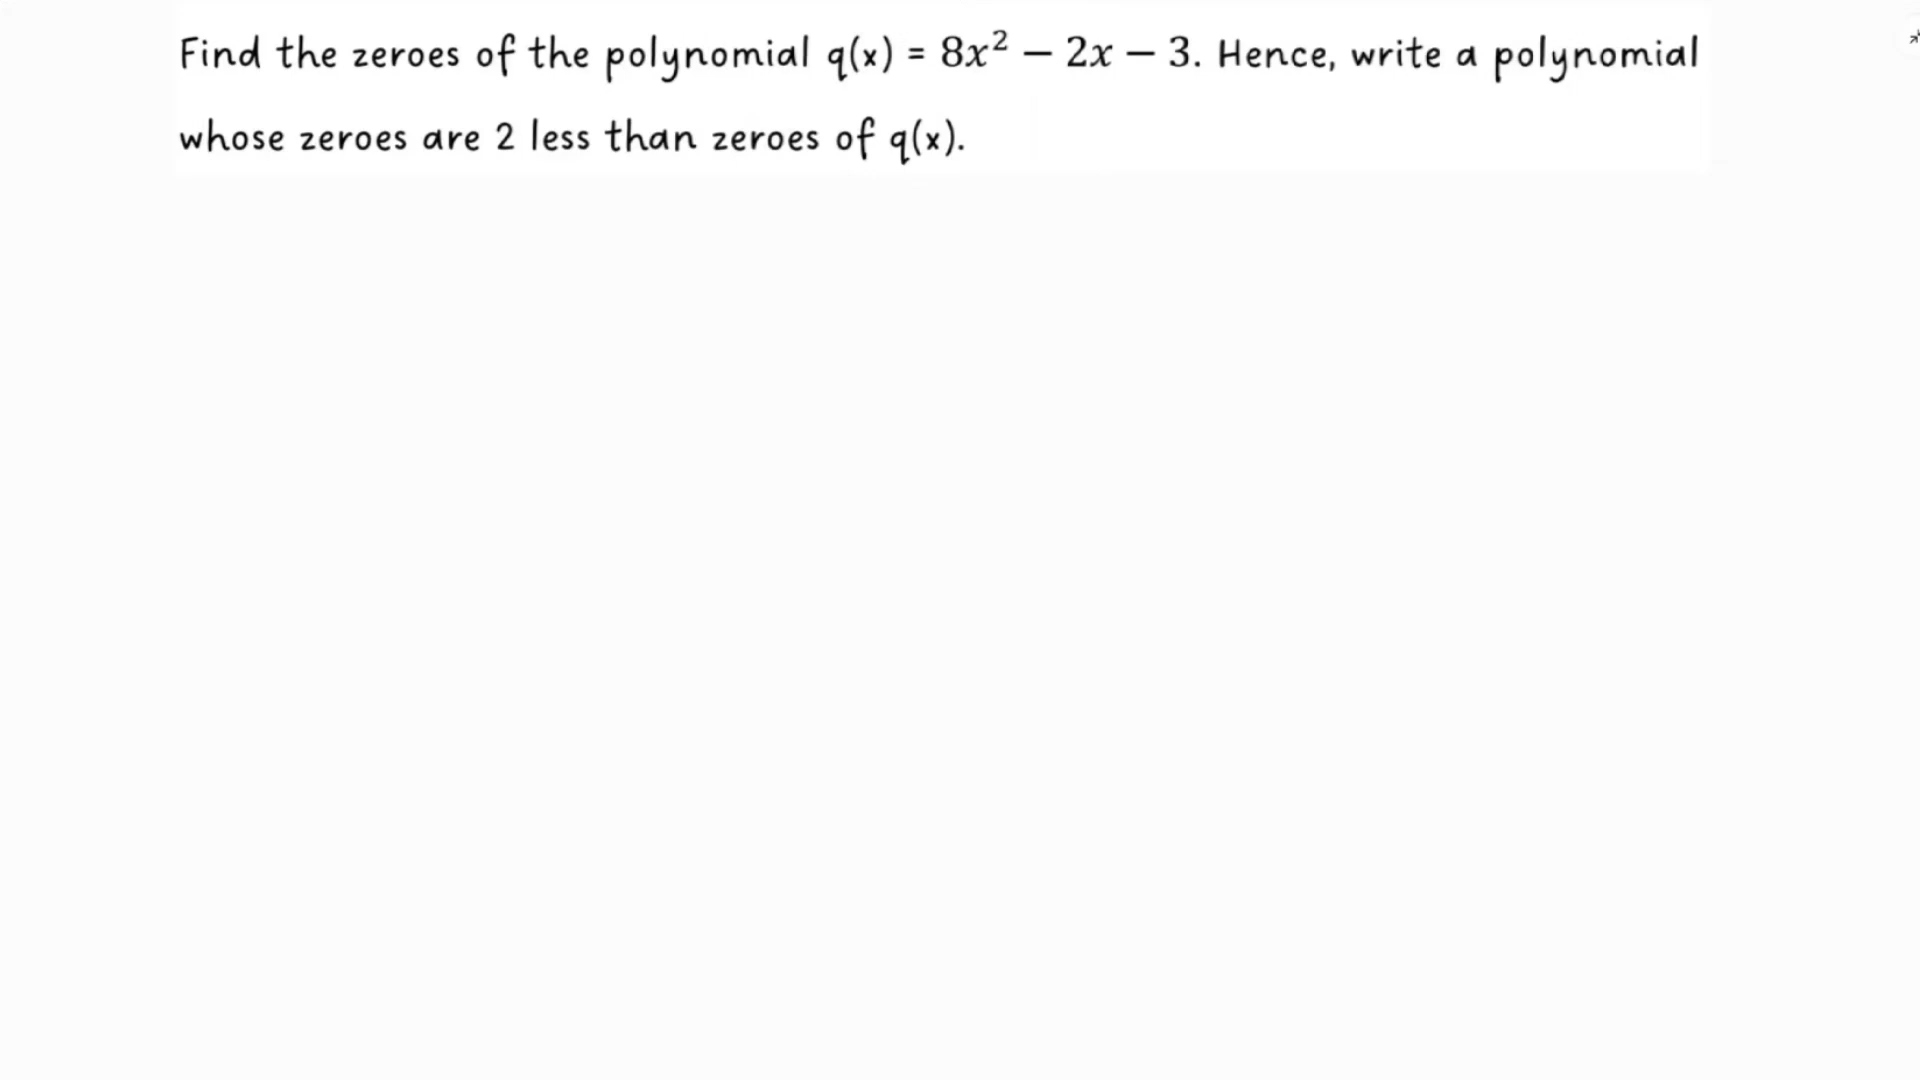 Find the zeroes of the polynomial q(x) = 8x² − 2x − 3. Hence, write a polynomial
whose zeroes are 2 less than zeroes of q(x).